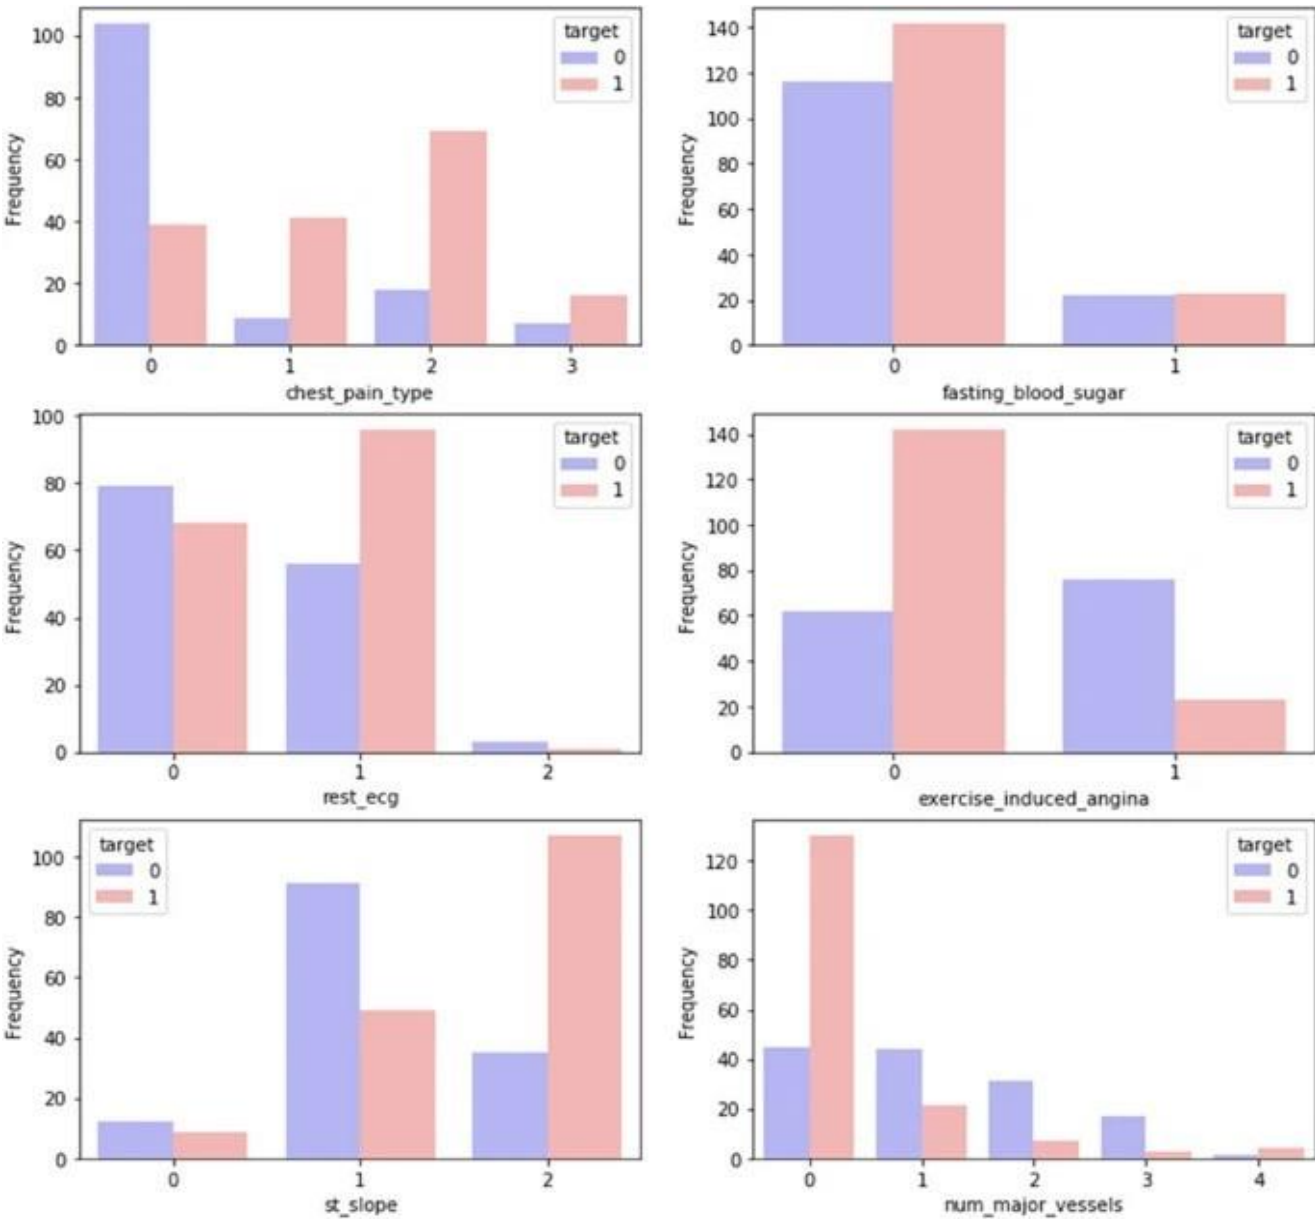 target
0
1
Frequency
100
80
60
40
20
0
0 1 2 3
chest_pain_type
target
0
1
Frequency
140
120
100
80
60
40
20
0
0 1
fasting_blood_sugar
target
0
1
Frequency
100
80
60
40
20
0
0 1 2
rest_ecg
target
0
1
Frequency
140
120
100
80
60
40
20
0
0 1
exercise_induced_angina
target
0
1
Frequency
100
80
60
40
20
0
0 1 2
st_slope
target
0
1
Frequency
120
100
80
60
40
20
0
0 1 2 3 4
num_major_vessels